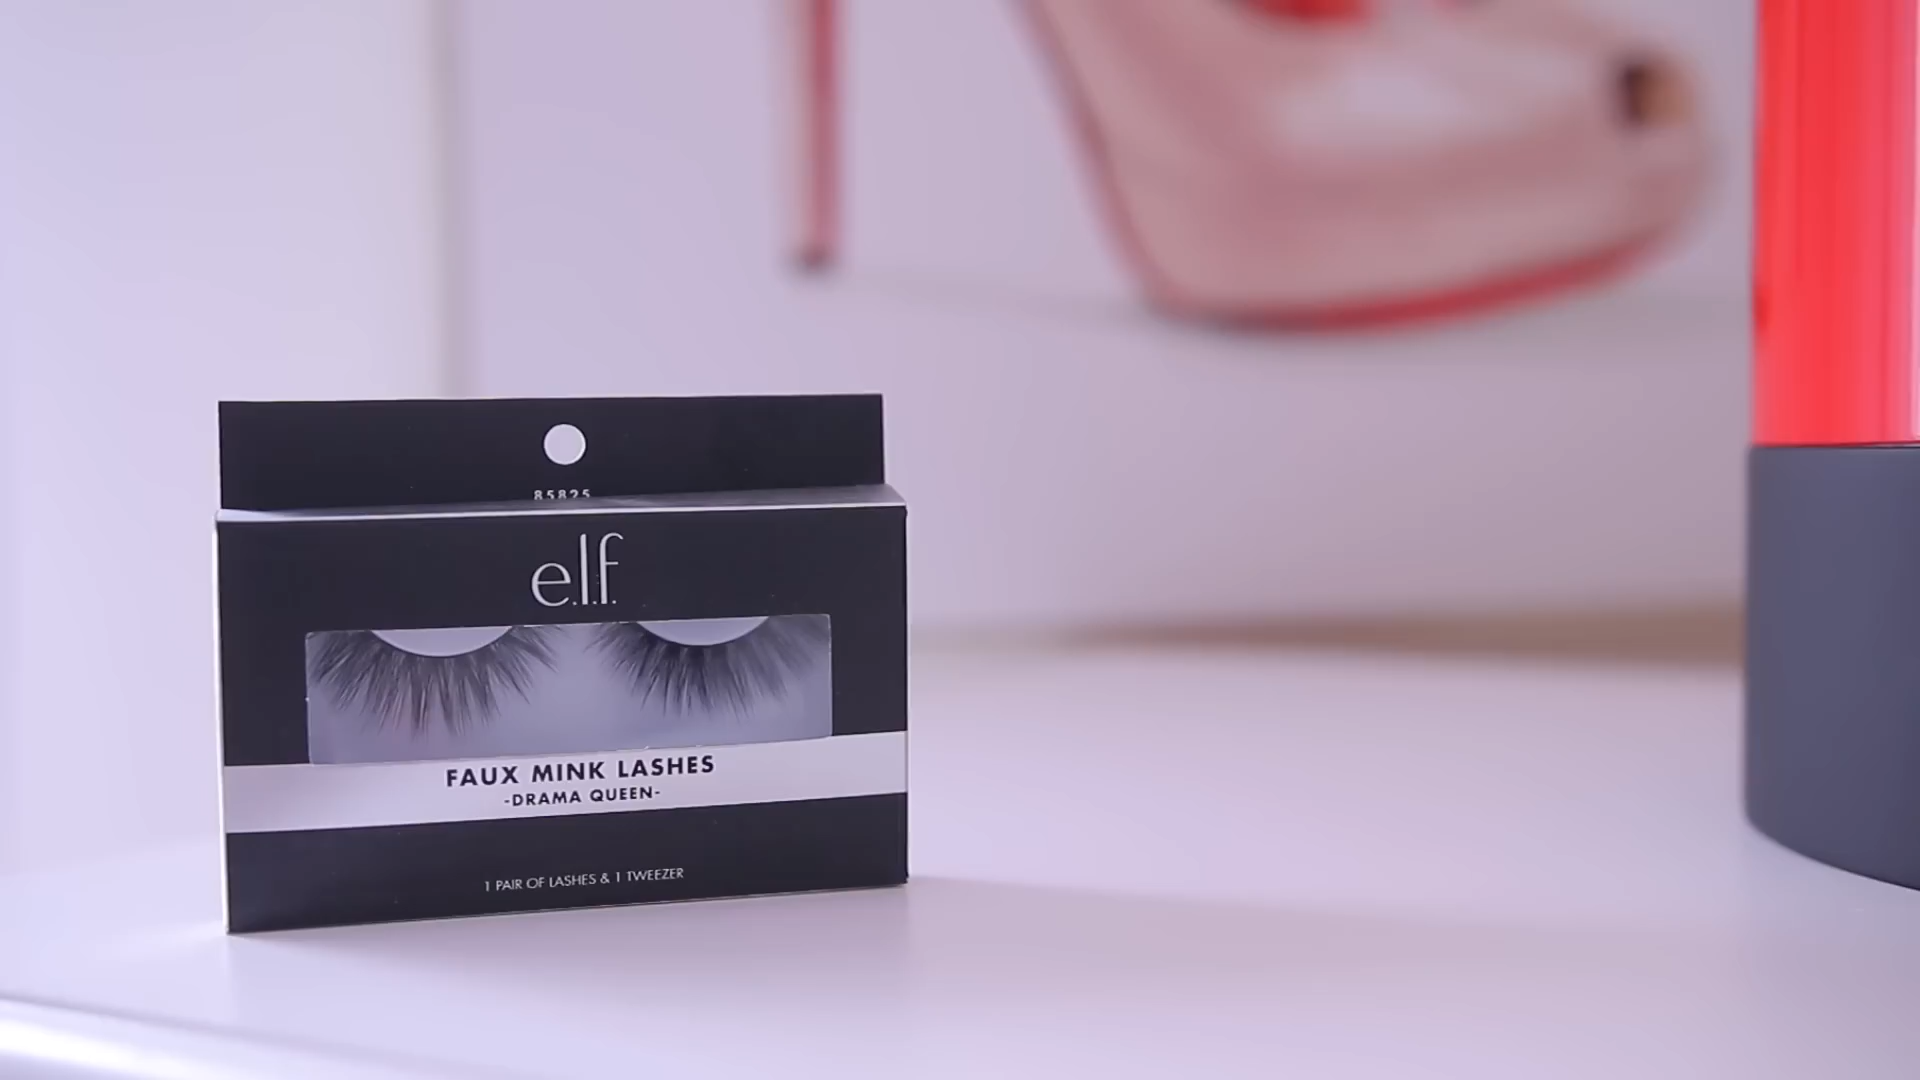 85825
e.l.f.
FAUX MINK LASHES
-DRAMA QUEEN-
1 PAIR OF LASHES & 1 TWEEZER